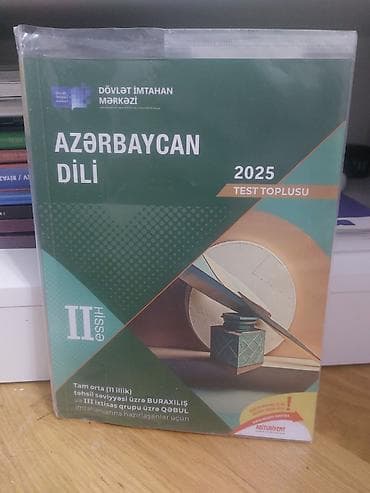 DÖVLƏT İMTAHAN
MƏRKƏZİ
AZƏRBAYCAN
DİLİ
2025
TEST TOPLUSU
II
Hissə
Tam orta (11 illik)
təhsil səviyyəsi üzrə BURAXILIŞ
və III ixtisas qrupu üzrə QƏBUL
imtahanlarına hazırlaşanlar üçün